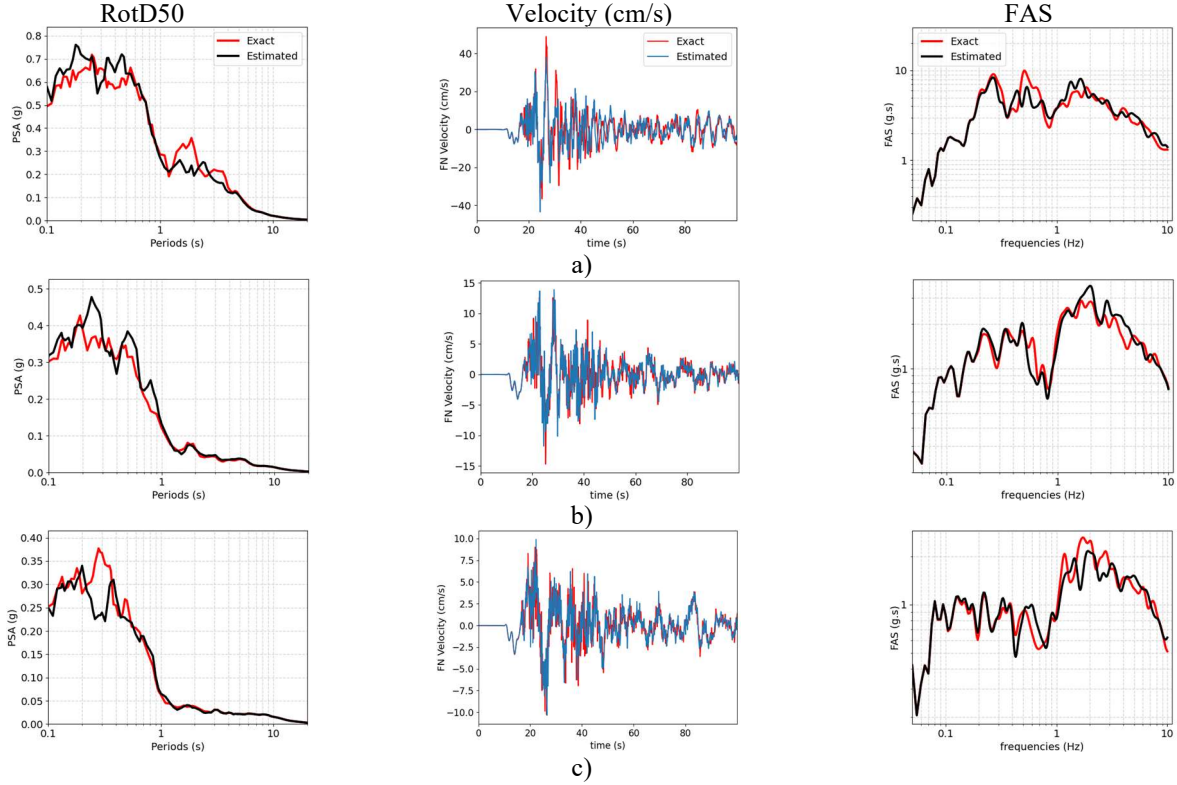 RotD50 Velocity (cm/s) FAS
0.8
0.7
0.6
0.5
0.4
0.3
0.2
0.1
0.0
PSA (g)
Exact
Estimated
0.1 1 10
Periods (s)
40
20
0
−20
−40
FN Velocity (cm/s)
Exact
Estimated
0 20 40 60 80
time (s)
10
1
FAS (g.s)
Exact
Estimated
0.1 1 10
frequencies (Hz)
a)
0.5
0.4
0.3
0.2
0.1
0.0
PSA (g)
0.1 1 10
Periods (s)
15
10
5
0
−5
−10
−15
FN Velocity (cm/s)
0 20 40 60 80
time (s)
1
FAS (g.s)
0.1 1 10
frequencies (Hz)
b)
0.40
0.35
0.30
0.25
0.20
0.15
0.10
0.05
0.00
PSA (g)
0.1 1 10
Periods (s)
10.0
7.5
5.0
2.5
0.0
−2.5
−5.0
−7.5
−10.0
FN Velocity (cm/s)
0 20 40 60 80
time (s)
1
FAS (g.s)
0.1 1 10
frequencies (Hz)
c)